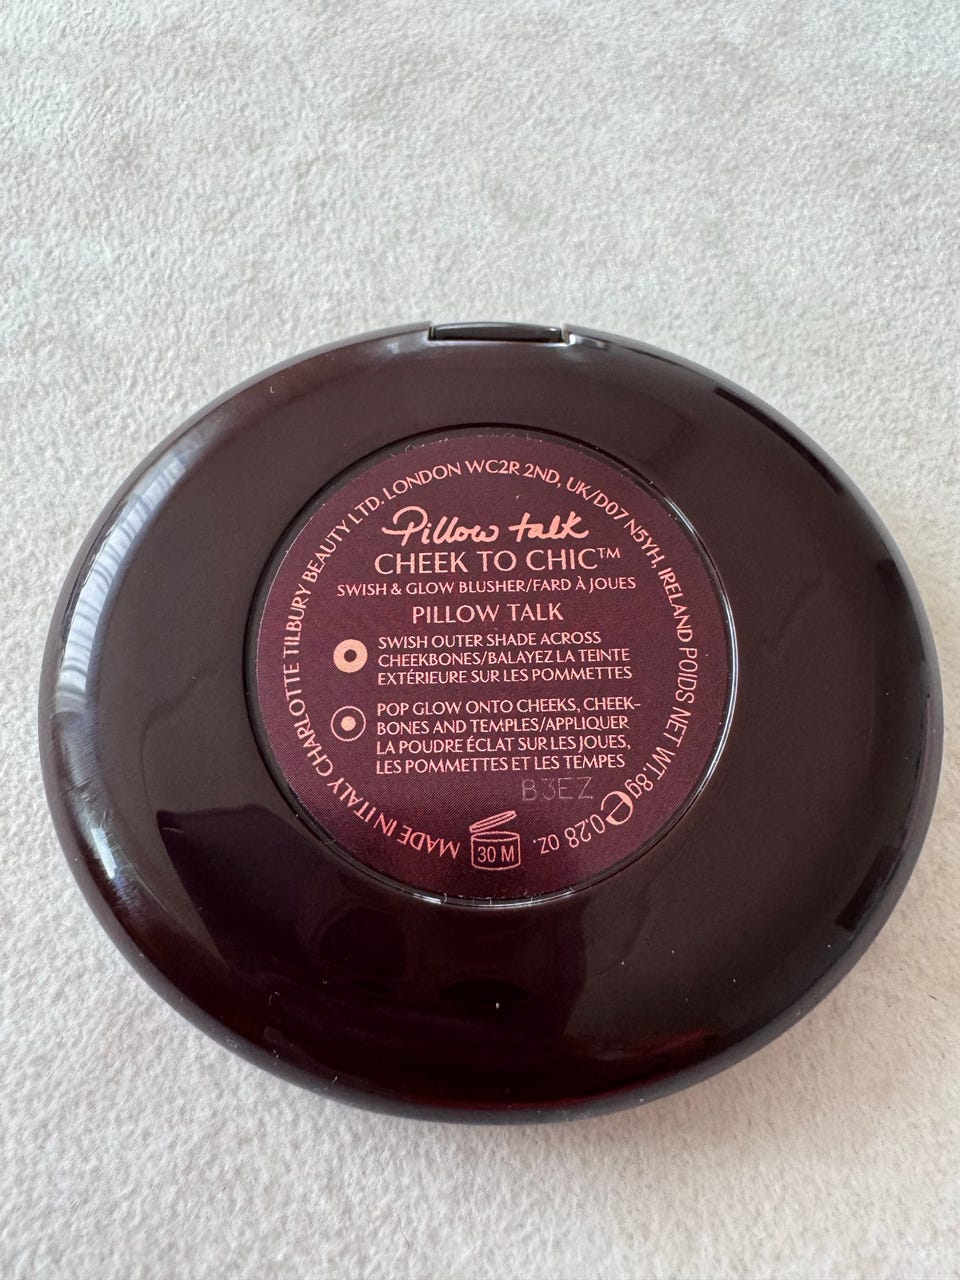 CHARLOTTE TILBURY BEAUTY LTD. LONDON WC2R 2ND, UK/D07 N5YH, IRELAND POIDS NET WT.8g e 0.28 OZ.
Pillow talk
CHEEK TO CHIC™
SWISH & GLOW BLUSHER/FARD À JOUES
PILLOW TALK
SWISH OUTER SHADE ACROSS
CHEEKBONES/BALAYEZ LA TEINTE
EXTÉRIEURE SUR LES POMMETTES
POP GLOW ONTO CHEEKS, CHEEK-
BONES AND TEMPLES/APPLIQUER
LA POUDRE ÉCLAT SUR LES JOUES,
LES POMMETTES ET LES TEMPES
B3EZ
30 M
MADE IN ITALY